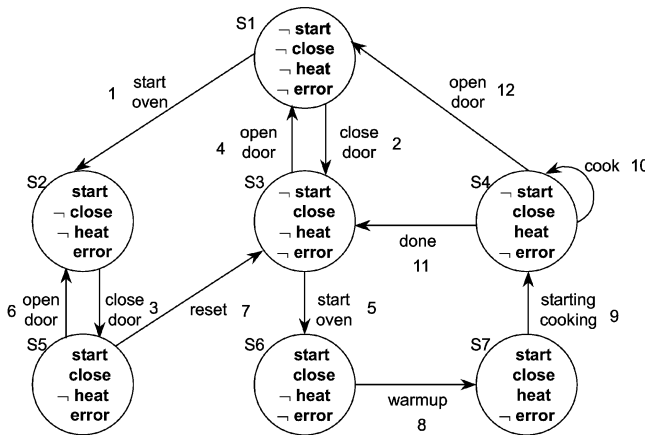 S1
¬ start
¬ close
¬ heat
¬ error
1 start
oven
4 open
door
close
door 2
open
door 12
S2
start
¬ close
¬ heat
error
S3
¬ start
close
¬ heat
¬ error
S4
¬ start
close
heat
¬ error
cook 10
done
11
6 open
door
close
door 3
reset 7
start
oven 5
starting
cooking 9
S5
start
close
¬ heat
error
S6
start
close
¬ heat
¬ error
S7
start
close
heat
¬ error
warmup
8